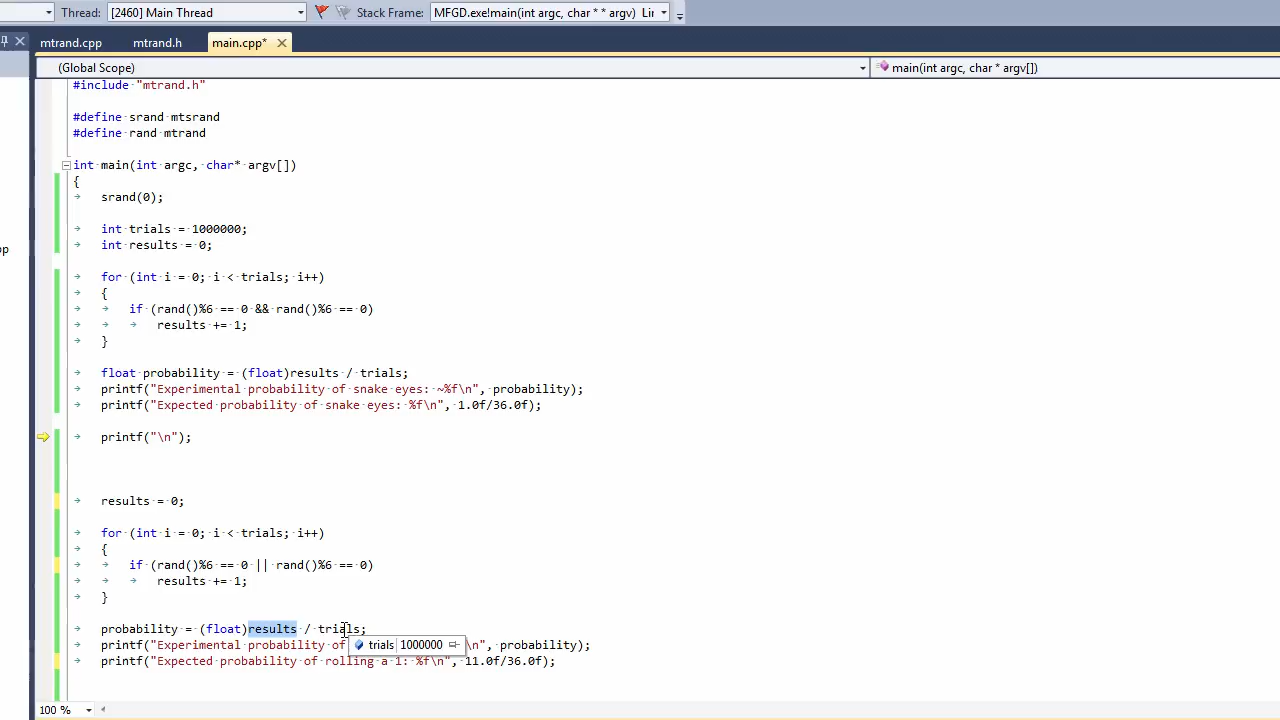 Thread: [2460] Main Thread Stack Frame: MFGD.exe!main(int argc, char * * argv) Lir
mtrand.cpp mtrand.h main.cpp*
(Global Scope) main(int argc, char * argv[])
#include "mtrand.h"
#define srand mtsrand
#define rand mtrand
int main(int argc, char* argv[])
{
srand(0);
int trials = 1000000;
int results = 0;
for (int i = 0; i < trials; i++)
{
if (rand()%6 == 0 && rand()%6 == 0)
results += 1;
}
float probability = (float)results / trials;
printf("Experimental probability of snake eyes: ~%f\n", probability);
printf("Expected probability of snake eyes: %f\n", 1.0f/36.0f);
printf("\n");
results = 0;
for (int i = 0; i < trials; i++)
{
if (rand()%6 == 0 || rand()%6 == 0)
results += 1;
}
probability = (float)results / trials;
printf("Experimental probability of trials 1000000 \n", probability);
printf("Expected probability of rolling a 1: %f\n", 11.0f/36.0f);
100 %